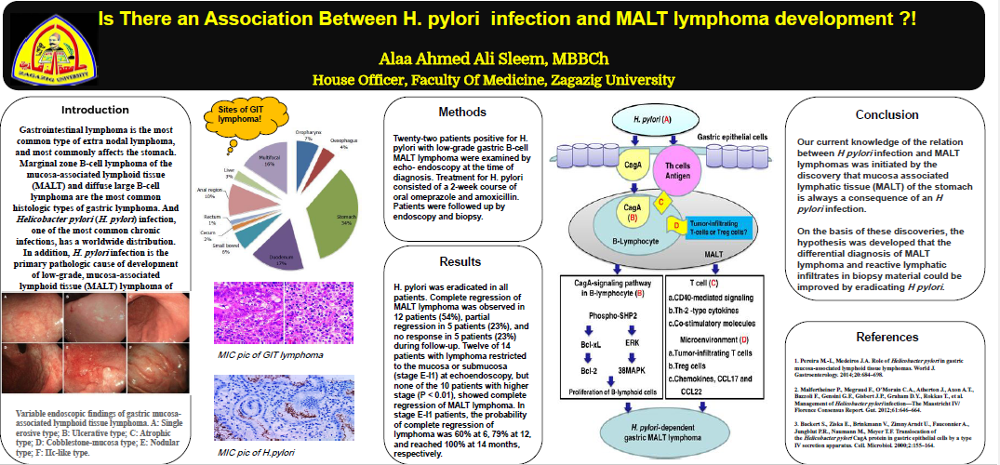 Is There an Association Between H. pylori infection and MALT lymphoma development ?!
Alaa Ahmed Ali Sleem, MBBCh
House Officer, Faculty Of Medicine, Zagazig University
ZAGAZIG UNIVERSITY
Introduction
Gastrointestinal lymphoma is the most
common type of extra nodal lymphoma,
and most commonly affects the stomach.
Marginal zone B-cell lymphoma of the
mucosa-associated lymphoid tissue
(MALT) and diffuse large B-cell
lymphoma are the most common
histologic types of gastric lymphoma. And
Helicobacter pylori (H. pylori) infection,
one of the most common chronic
infections, has a worldwide distribution.
In addition, H. pylori infection is the
primary pathologic cause of development
of low-grade, mucosa-associated
lymphoid tissue (MALT) lymphoma of
A
B
C
D
E
F
Variable endoscopic findings of gastric mucosa-
associated lymphoid tissue lymphoma. A: Single
erosive type; B: Ulcerative type; C: Atrophic
type; D: Cobblestone-mucosa type; E: Nodular
type; F: IIc-like type.
Sites of GIT
lymphoma!
Oropharynx
7%
Oesophagus
4%
Stomach
34%
Duodenum
17%
Small bowel
6%
Cecum
2%
Rectum
1%
Anal region
10%
Liver
3%
Multifocal
16%
MIC pic of GIT lymphoma
MIC pic of H.pylori
Methods
Twenty-two patients positive for H.
pylori with low-grade gastric B-cell
MALT lymphoma were examined by
echo- endoscopy at the time of
diagnosis. Treatment for H. pylori
consisted of a 2-week course of
oral omeprazole and amoxicillin.
Patients were followed up by
endoscopy and biopsy.
Results
H. pylori was eradicated in all
patients. Complete regression of
MALT lymphoma was observed in
12 patients (54%), partial
regression in 5 patients (23%), and
no response in 5 patients (23%)
during follow-up. Twelve of 14
patients with lymphoma restricted
to the mucosa or submucosa
(stage E-I1) at echoendoscopy, but
none of the 10 patients with higher
stage (P < 0.01), showed complete
regression of MALT lymphoma. In
stage E-I1 patients, the probability
of complete regression of
lymphoma was 60% at 6, 79% at 12,
and reached 100% at 14 months,
respectively.
H. pylori (A)
Gastric epithelial cells
CagA
Th cells
Antigen
CagA
(B)
C
D
Tumor-Infiltrating
T-cells or Treg cells?
B-Lymphocyte
MALT
CagA-signaling pathway
in B-lymphocyte (B)
Phospho-SHP2
Bcl-xL
ERK
Bcl-2
38MAPK
Proliferation of B-lymphoid cells
T cell (C)
a.CD40-mediated signaling
b.Th-2 -type cytokines
c.Co-stimulatory molecules
Microenvironment (D)
a.Tumor-infiltrating T cells
b.Treg cells
c.Chemokines, CCL17 and
CCL22
H. pylori-dependent
gastric MALT lymphoma
Conclusion
Our current knowledge of the relation
between H pylori infection and MALT
lymphomas was initiated by the
discovery that mucosa associated
lymphatic tissue (MALT) of the stomach
is always a consequence of an H
pylori infection.
On the basis of these discoveries, the
hypothesis was developed that the
differential diagnosis of MALT
lymphoma and reactive lymphatic
infiltrates in biopsy material could be
improved by eradicating H pylori.
References
1. Pereira M.-I., Medeiros J.A. Role of Helicobacter pylori in gastric
mucosa-associated lymphoid tissue lymphomas. World J.
Gastroenterology. 2014;20:684–698.
2. Malfertheiner P., Megraud F., O'Morain C.A., Atherton J., Axon A.T.,
Bazzoli F., Gensini G.F., Gisbert J.P., Graham D.Y., Rokkas T., et al.
Management of Helicobacter pylori infection—The Maastricht IV/
Florence Consensus Report. Gut. 2012;61:646–664.
3. Backert S., Ziska E., Brinkmann V., Zimny-Arndt U., Fauconnier A.,
Jungblut P.R., Naumann M., Meyer T.F. Translocation of
the Helicobacter pylori CagA protein in gastric epithelial cells by a type
IV secretion apparatus. Cell. Microbiol. 2000;2:155–164.